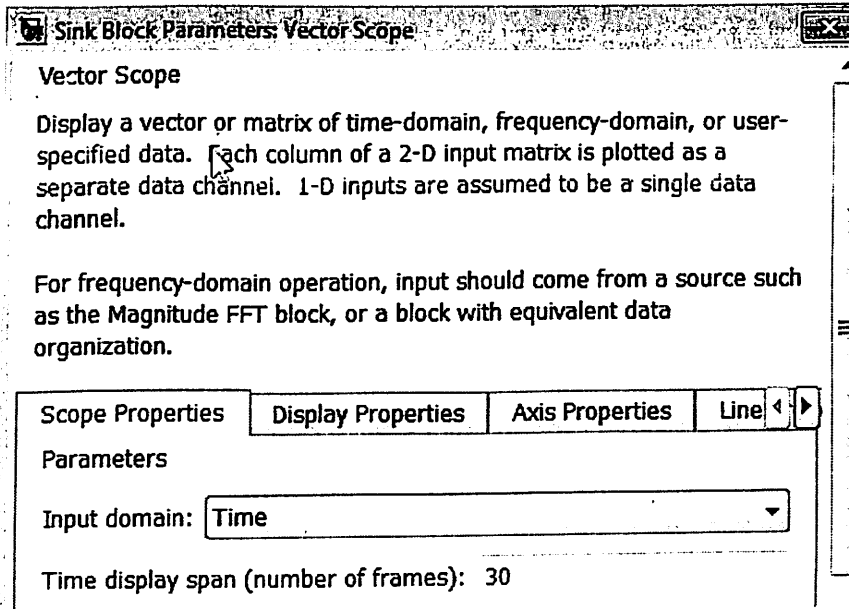 Sink Block Parameters: Vector Scope
Vector Scope
Display a vector or matrix of time-domain, frequency-domain, or user-
specified data. Each column of a 2-D input matrix is plotted as a
separate data channel. 1-D inputs are assumed to be a single data
channel.
For frequency-domain operation, input should come from a source such
as the Magnitude FFT block, or a block with equivalent data
organization.
Scope Properties Display Properties Axis Properties Line
Parameters
Input domain: Time
Time display span (number of frames): 30